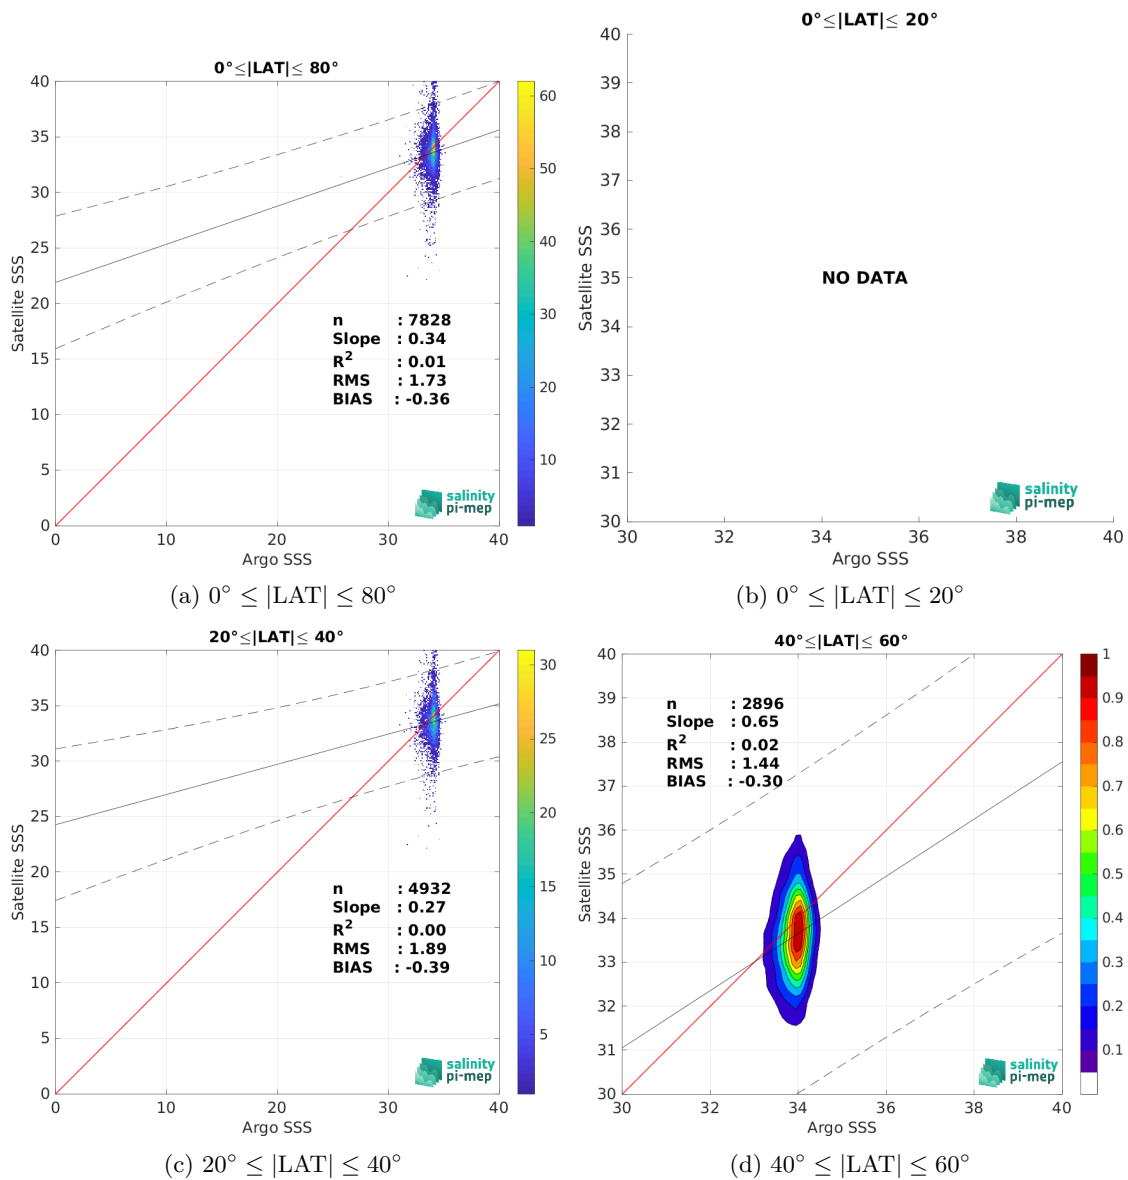 0°≤|LAT|≤ 80°
40
35
30
25
20
15
10
5
0
Satellite SSS
n : 7828
Slope : 0.34
R² : 0.01
RMS : 1.73
BIAS : -0.36
salinity
pi-mep
0 10 20 30 40
Argo SSS
60
50
40
30
20
10
(a) 0° ≤ |LAT| ≤ 80°
0°≤|LAT|≤ 20°
40
39
38
37
36
35
34
33
32
31
30
Satellite SSS
NO DATA
salinity
pi-mep
30 32 34 36 38 40
Argo SSS
(b) 0° ≤ |LAT| ≤ 20°
20°≤|LAT|≤ 40°
40
35
30
25
20
15
10
5
0
Satellite SSS
n : 4932
Slope : 0.27
R² : 0.00
RMS : 1.89
BIAS : -0.39
salinity
pi-mep
0 10 20 30 40
Argo SSS
30
25
20
15
10
5
(c) 20° ≤ |LAT| ≤ 40°
40°≤|LAT|≤ 60°
40
39
38
37
36
35
34
33
32
31
30
Satellite SSS
n : 2896
Slope : 0.65
R² : 0.02
RMS : 1.44
BIAS : -0.30
salinity
pi-mep
30 32 34 36 38 40
Argo SSS
1
0.9
0.8
0.7
0.6
0.5
0.4
0.3
0.2
0.1
(d) 40° ≤ |LAT| ≤ 60°